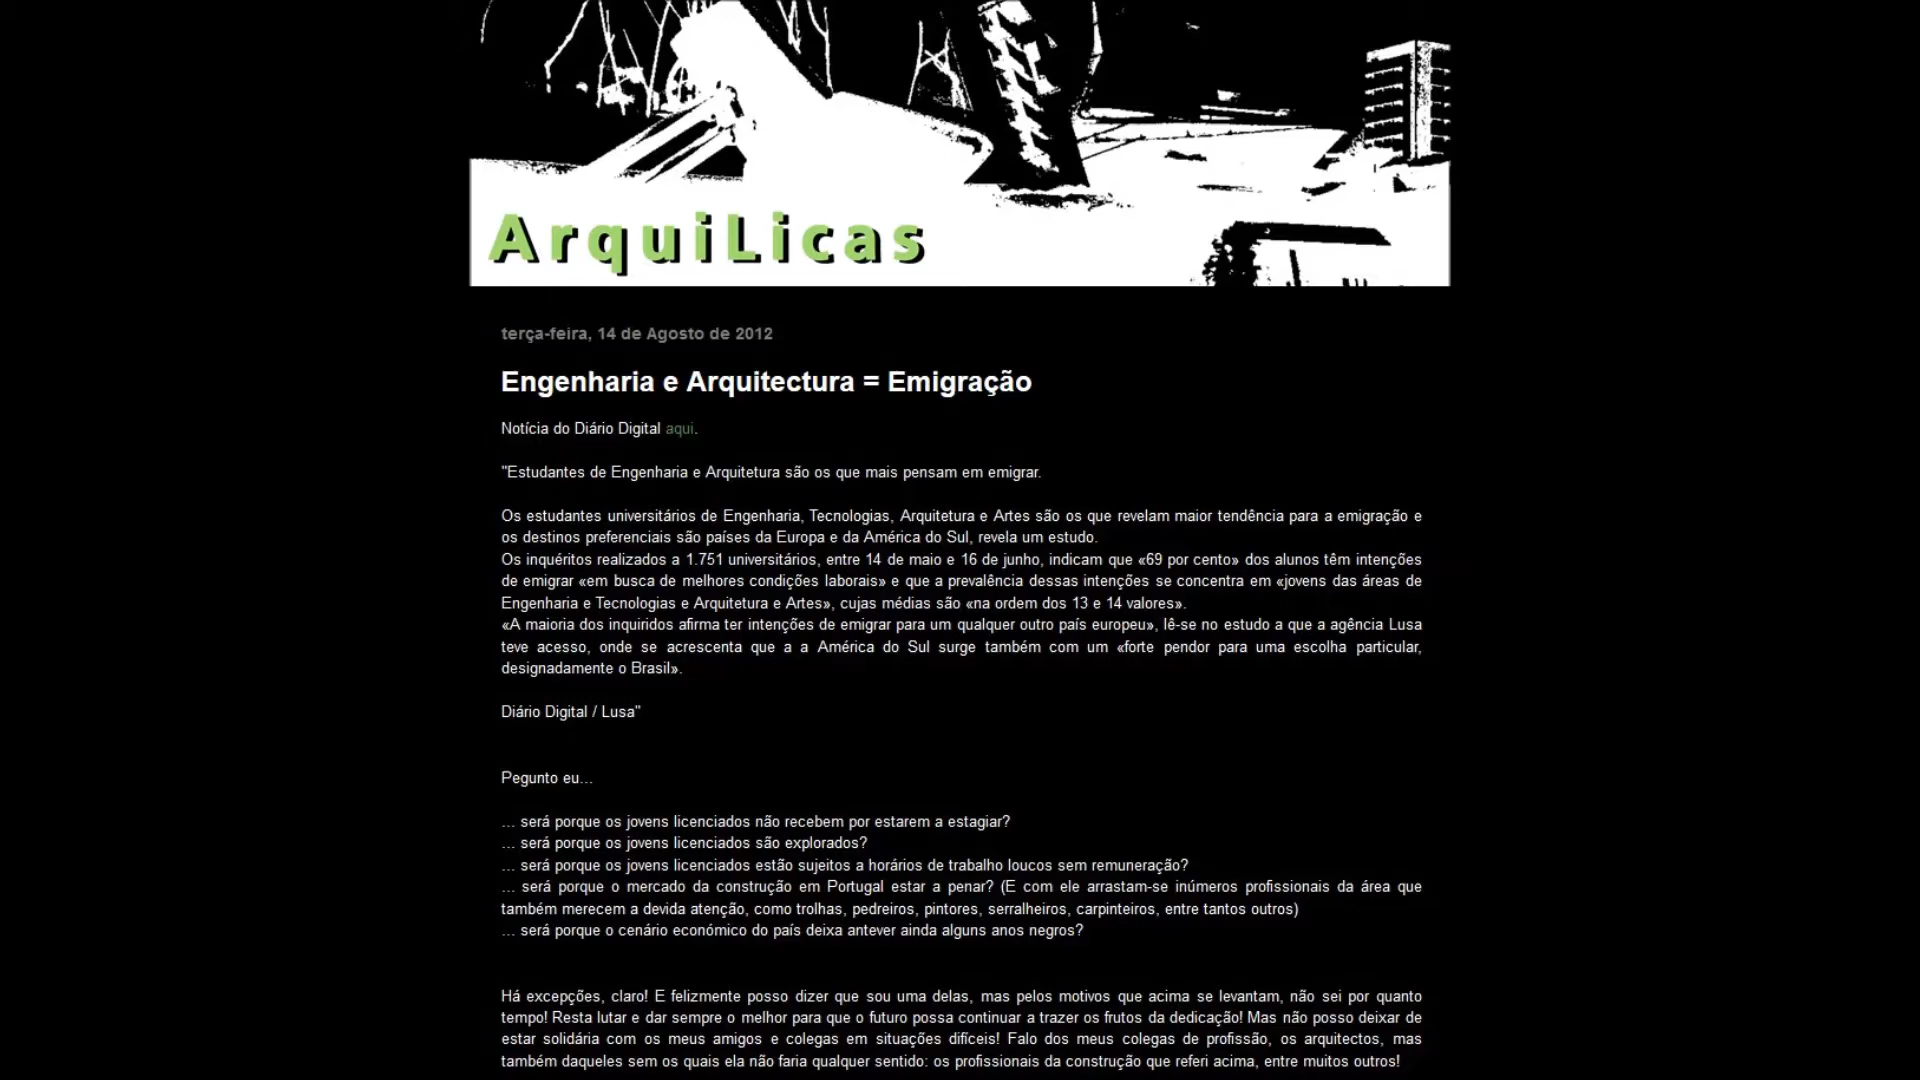 ArquiLicas
terça-feira, 14 de Agosto de 2012
Engenharia e Arquitectura = Emigração
Notícia do Diário Digital aqui.
"Estudantes de Engenharia e Arquitetura são os que mais pensam em emigrar.
Os estudantes universitários de Engenharia, Tecnologias, Arquitetura e Artes são os que revelam maior tendência para a emigração e
os destinos preferenciais são países da Europa e da América do Sul, revela um estudo.
Os inquéritos realizados a 1.751 universitários, entre 14 de maio e 16 de junho, indicam que «69 por cento» dos alunos têm intenções
de emigrar «em busca de melhores condições laborais» e que a prevalência dessas intenções se concentra em «jovens das áreas de
Engenharia e Tecnologias e Arquitetura e Artes», cujas médias são «na ordem dos 13 e 14 valores».
«A maioria dos inquiridos afirma ter intenções de emigrar para um qualquer outro país europeu», lê-se no estudo a que a agência Lusa
teve acesso, onde se acrescenta que a a América do Sul surge também com um «forte pendor para uma escolha particular,
designadamente o Brasil».
Diário Digital / Lusa"
Pegunto eu...
... será porque os jovens licenciados não recebem por estarem a estagiar?
... será porque os jovens licenciados são explorados?
... será porque os jovens licenciados estão sujeitos a horários de trabalho loucos sem remuneração?
... será porque o mercado da construção em Portugal estar a penar? (E com ele arrastam-se inúmeros profissionais da área que
também merecem a devida atenção, como trolhas, pedreiros, pintores, serralheiros, carpinteiros, entre tantos outros)
... será porque o cenário económico do país deixa antever ainda alguns anos negros?
Há excepções, claro! E felizmente posso dizer que sou uma delas, mas pelos motivos que acima se levantam, não sei por quanto
tempo! Resta lutar e dar sempre o melhor para que o futuro possa continuar a trazer os frutos da dedicação! Mas não posso deixar de
estar solidária com os meus amigos e colegas em situações difíceis! Falo dos meus colegas de profissão, os arquitectos, mas
também daqueles sem os quais ela não faria qualquer sentido: os profissionais da construção que referi acima, entre muitos outros!